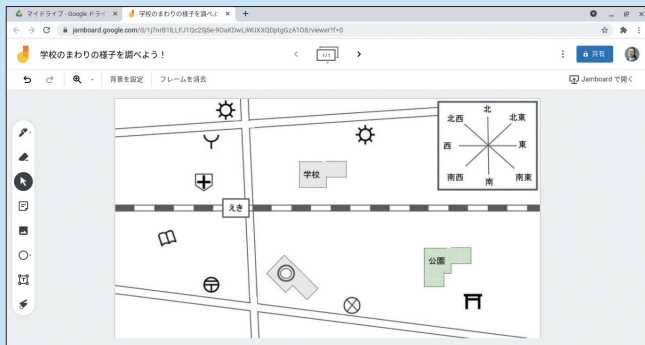 マイドライブ - Google ドライ
学校のまわりの様子を調べよ
jamboard.google.com/d/1j7nrB1ILLFJ1Qc2SjSe-9OaKDwLiWUXXQDptgGzA1O8/viewer?f=0
学校のまわりの様子を調べよう！
1/1
共有
背景を設定
フレームを消去
Jamboard で開く
北
北西
北東
西
東
南西
南
南東
学校
えき
公園